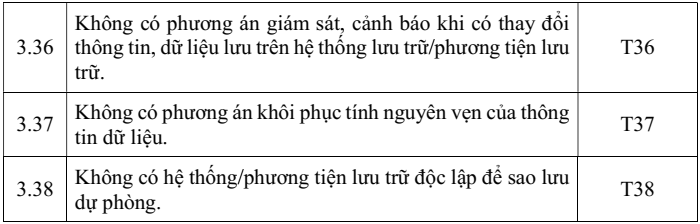 3.36
Không có phương án giám sát, cảnh báo khi có thay đổi
thông tin, dữ liệu lưu trên hệ thống lưu trữ/phương tiện lưu
trữ.
T36
3.37
Không có phương án khôi phục tính nguyên vẹn của thông
tin dữ liệu.
T37
3.38
Không có hệ thống/phương tiện lưu trữ độc lập để sao lưu
dự phòng.
T38